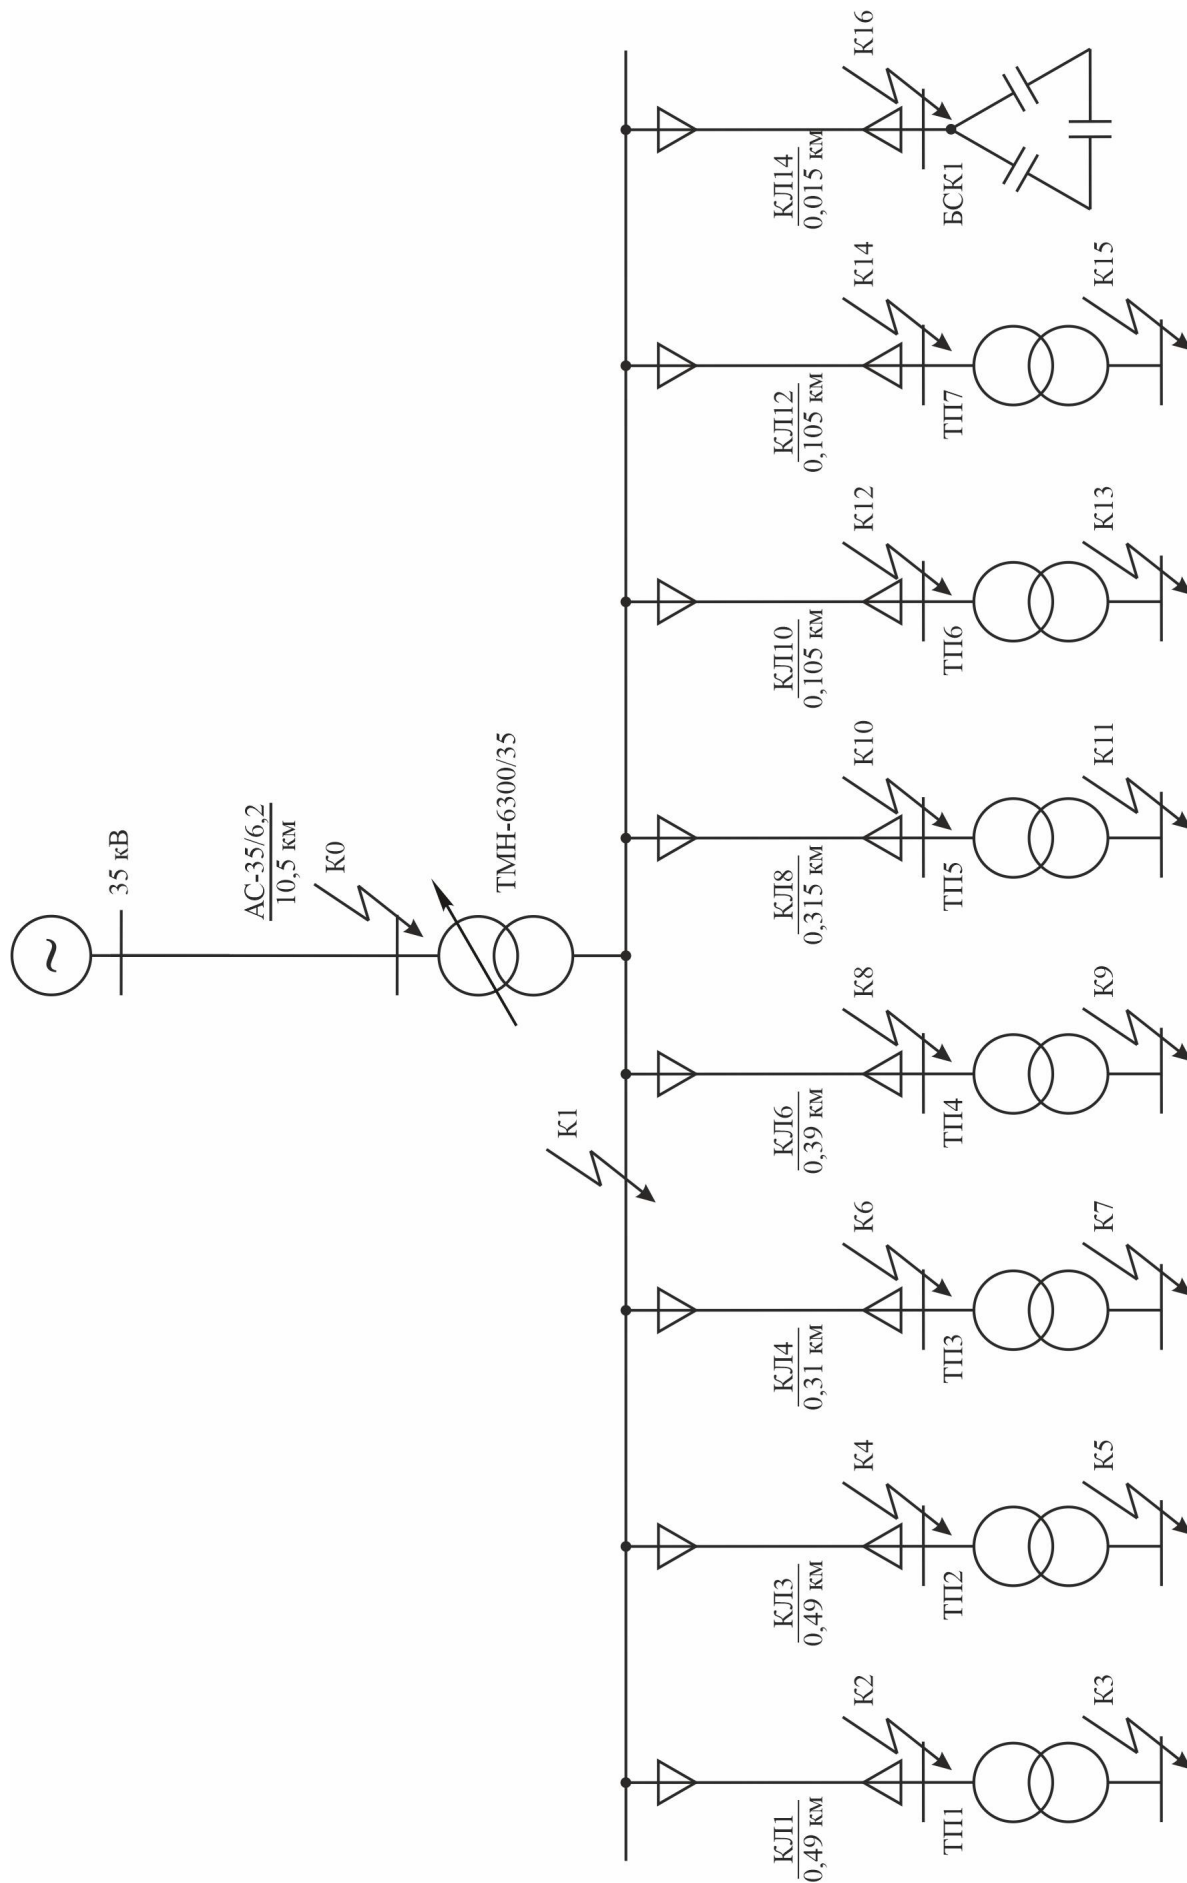 35 кВ
АС-35/6,2
10,5 км
К0
ТМН-6300/35
К1
КЛ1
0,49 км
К2
ТП1
К3
КЛ3
0,49 км
К4
ТП2
К5
КЛ4
0,31 км
К6
ТП3
К7
КЛ6
0,39 км
К8
ТП4
К9
КЛ8
0,315 км
К10
ТП5
К11
КЛ10
0,105 км
К12
ТП6
К13
КЛ12
0,105 км
К14
ТП7
К15
КЛ14
0,015 км
К16
БСК1
~